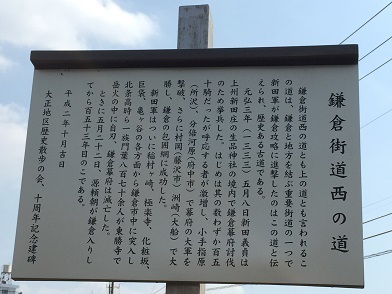 鎌倉街道西の道
鎌倉街道西の道とも上の道とも言われるこ
の道は、鎌倉と地方を結ぶ重要街道の一つで
新田軍が鎌倉攻略に進撃したのはこの道と伝
えられ、歴史ある古道である。
元弘三年(一三三三)五月八日新田義貞は
上州新田庄の生品神社の境内で鎌倉幕府討伐
のため挙兵した。はじめは其の数わずか百五
十騎だったが呼応する者が激増し、小手指原
(所沢)、分倍河原(府中市)で幕府の大軍を
撃破、さらに村岡(藤沢市)洲崎(大船)で大
勝し、鎌倉の包囲網に成功した。
新田軍はついに稲村ヶ崎、極楽寺、化粧坂、
巨袋、亀ヶ谷の各方面から鎌倉市中に突入し
北条高時ら一族門葉八百七十余人が東勝寺で
岳火の中に自刃、鎌倉幕府は滅亡した。
ときに五月二十二日、源頼朝が鎌倉入りし
てから百五十三年目のことである。
平成二年十月吉日
大正地区歴史散歩の会、十周年記念建碑